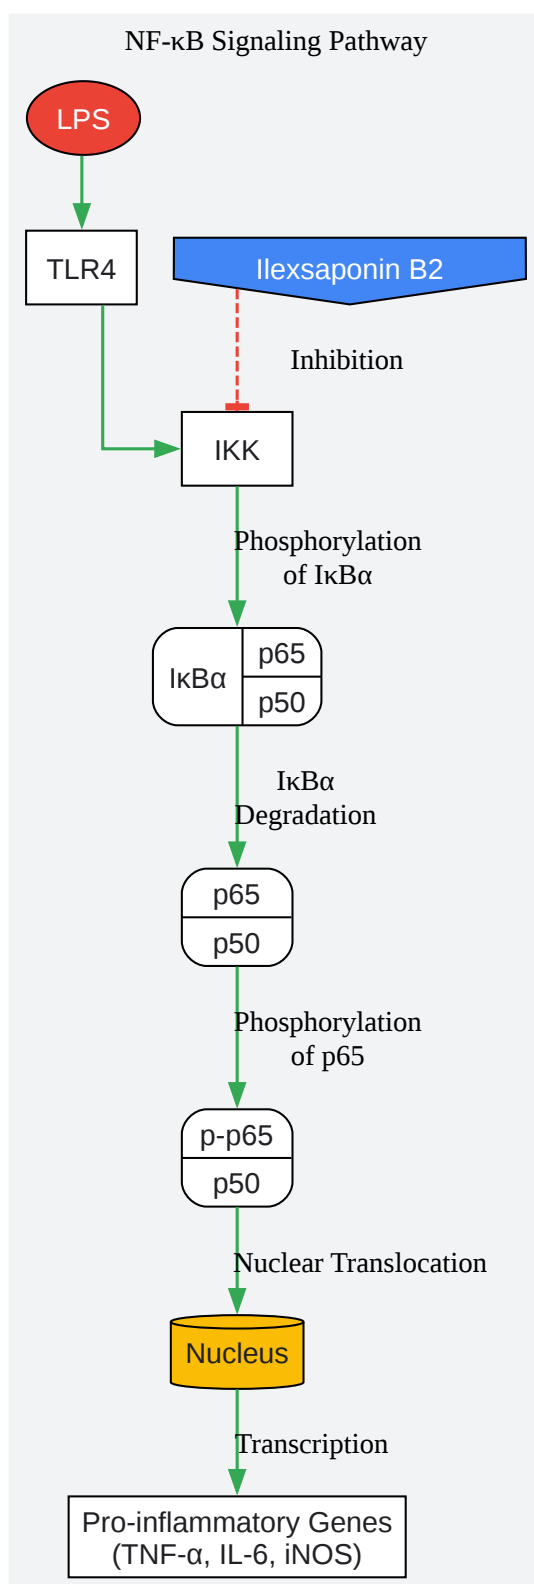 NF-κB Signaling Pathway
LPS
TLR4
Ilexsaponin B2
Inhibition
IKK
Phosphorylation
of IκBα
IκBα
p65
p50
IκBα
Degradation
p65
p50
Phosphorylation
of p65
p-p65
p50
Nuclear Translocation
Nucleus
Transcription
Pro-inflammatory Genes
(TNF-α, IL-6, iNOS)